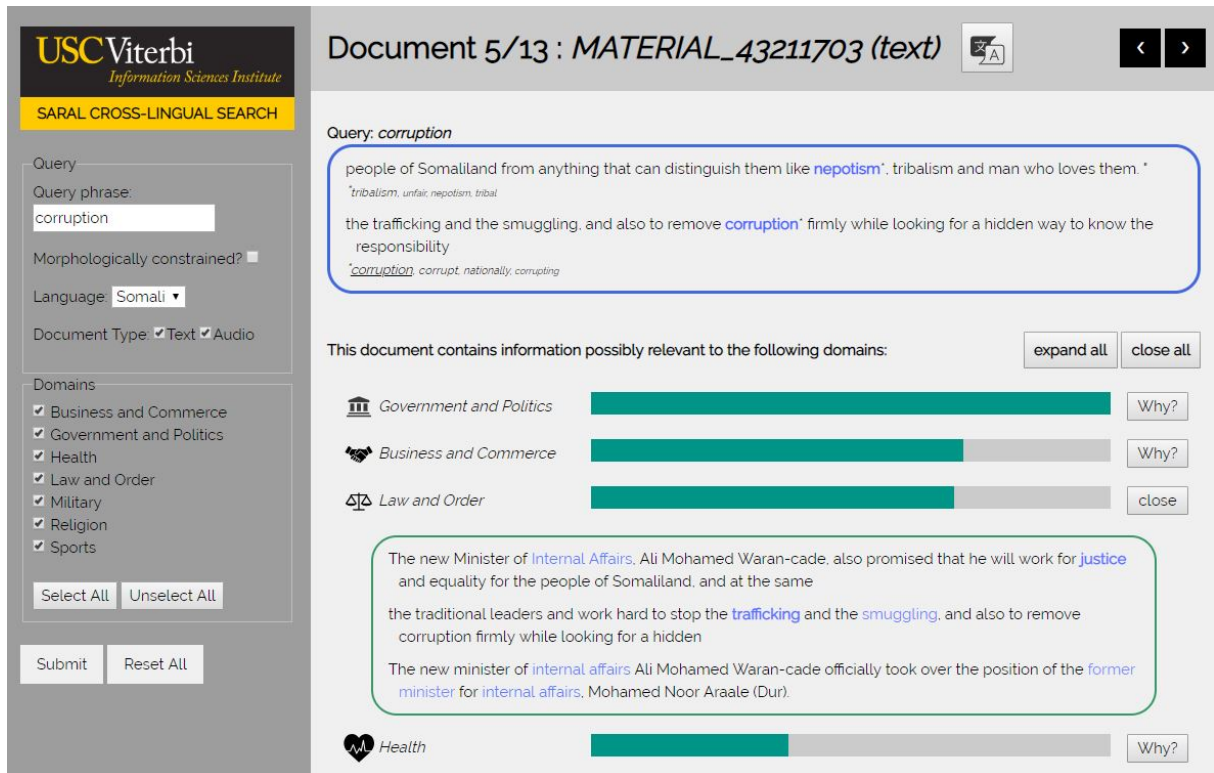 USC Viterbi
Information Sciences Institute
SARAL CROSS-LINGUAL SEARCH
Query
Query phrase:
corruption
Morphologically constrained?
Language: Somali
Document Type: Text Audio
Domains
Business and Commerce
Government and Politics
Health
Law and Order
Military
Religion
Sports
Select All Unselect All
Submit Reset All
Document 5/13 : MATERIAL_43211703 (text)
文A
‹ ›
Query: corruption
people of Somaliland from anything that can distinguish them like nepotism*, tribalism and man who loves them. "
*tribalism, unfair, nepotism, tribal
the trafficking and the smuggling, and also to remove corruption* firmly while looking for a hidden way to know the
responsibility
*corruption, corrupt, nationally, corrupting
This document contains information possibly relevant to the following domains:
expand all close all
Government and Politics Why?
Business and Commerce Why?
Law and Order close
The new Minister of Internal Affairs, Ali Mohamed Waran-cade, also promised that he will work for justice
and equality for the people of Somaliland, and at the same
the traditional leaders and work hard to stop the trafficking and the smuggling, and also to remove
corruption firmly while looking for a hidden
The new minister of internal affairs Ali Mohamed Waran-cade officially took over the position of the former
minister for internal affairs, Mohamed Noor Araale (Dur).
Health Why?